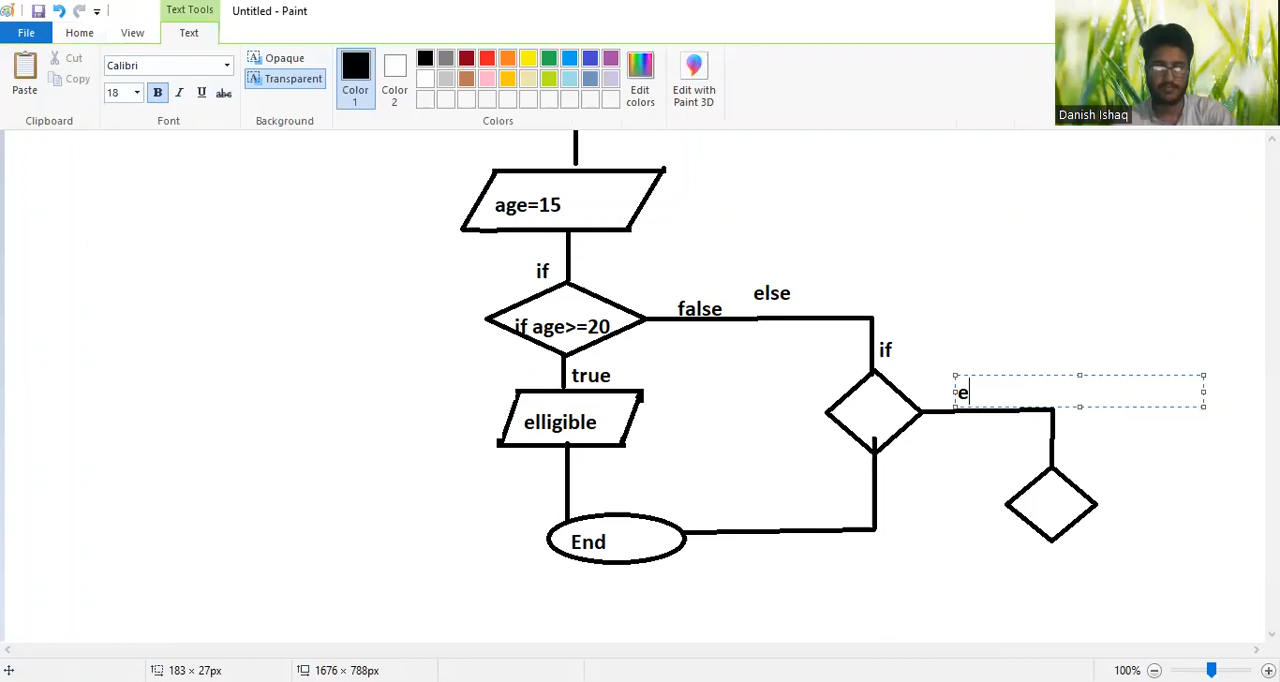 Text Tools
Untitled - Paint
File
Home
View
Text
Paste
Cut
Copy
Calibri
18
B
I
U
abc
Opaque
Transparent
Color 1
Color 2
Edit colors
Edit with Paint 3D
Clipboard
Font
Background
Colors
Danish Ishaq
age=15
if
else
false
if age>=20
if
true
e
elligible
End
183 × 27px
1676 × 788px
100%